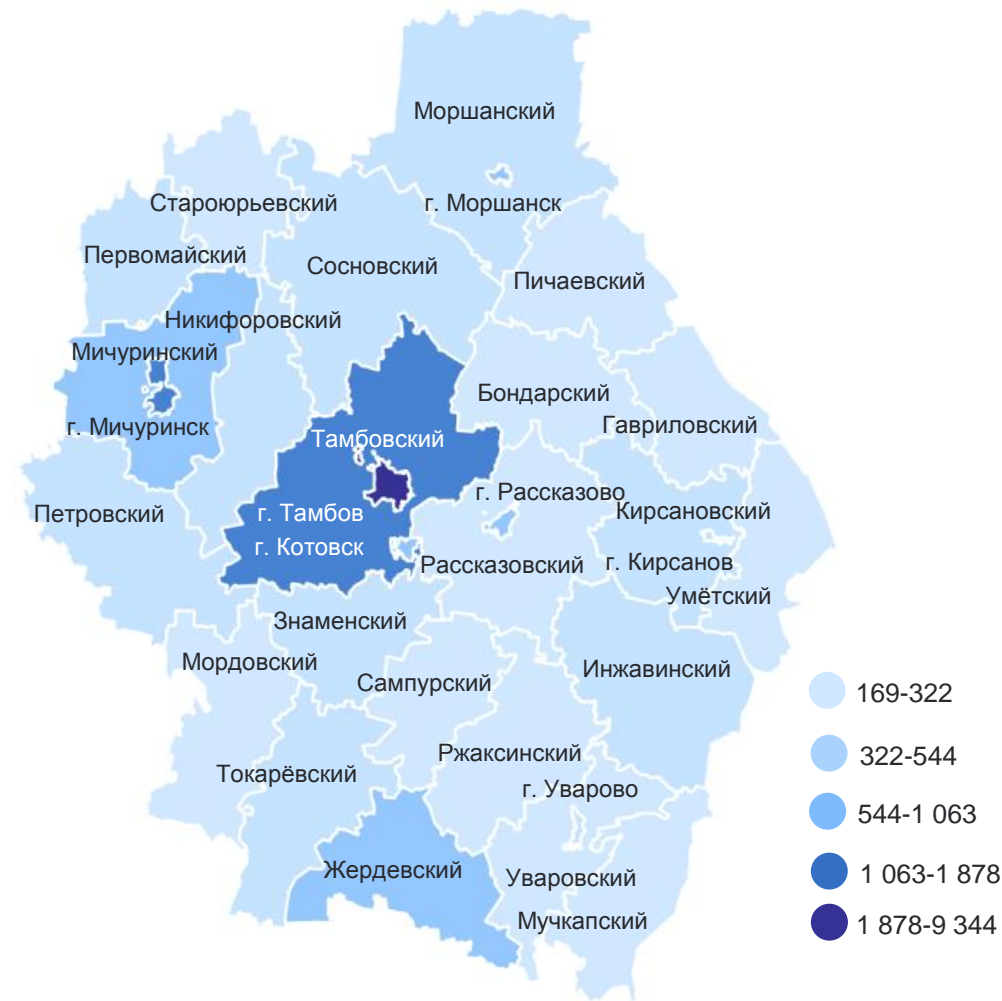 Моршанский
Староюрьевский
г. Моршанск
Первомайский
Сосновский
Пичаевский
Никифоровский
Мичуринский
Бондарский
г. Мичуринск
Гавриловский
Тамбовский
г. Рассказово
Петровский
г. Тамбов
Кирсановский
г. Котовск
Рассказовский
г. Кирсанов
Умётский
Знаменский
Мордовский
Сампурский
Инжавинский
Ржаксинский
Токарёвский
г. Уварово
Жердевский
Уваровский
Мучкапский
169-322
322-544
544-1 063
1 063-1 878
1 878-9 344